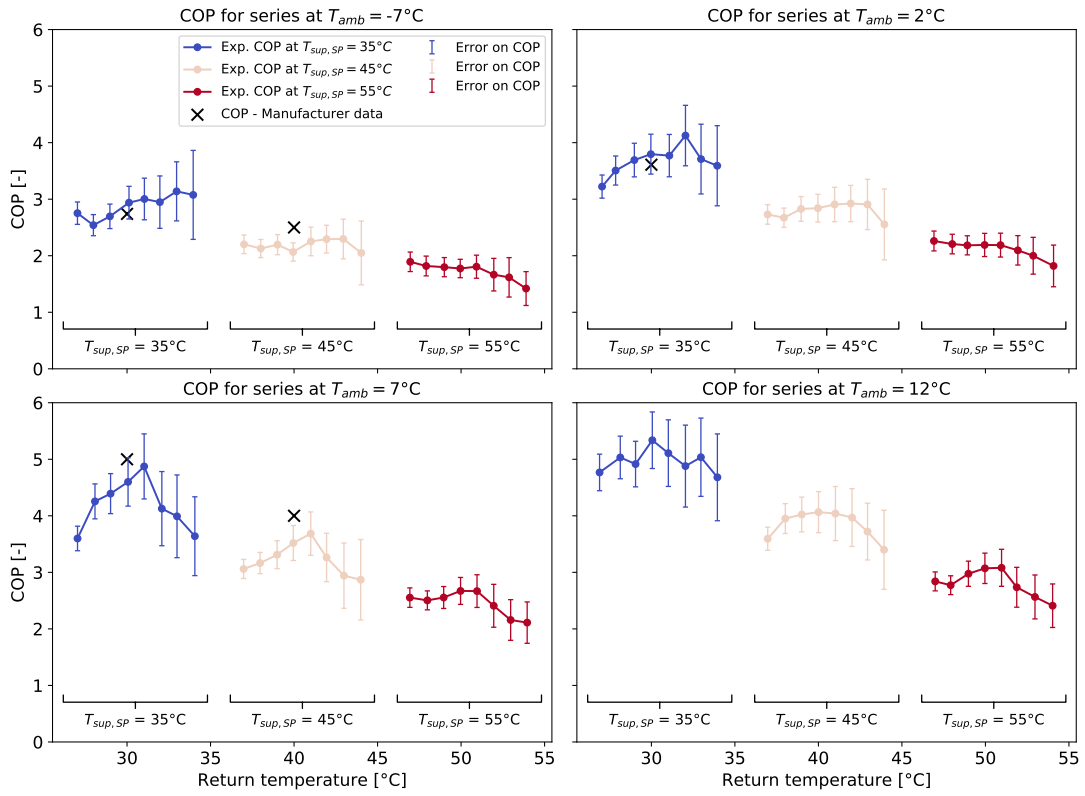 COP for series at T_amb = -7°C
COP for series at T_amb = 2°C
COP [-]
6
5
4
3
2
1
0
Exp. COP at T_sup,SP = 35°C
Exp. COP at T_sup,SP = 45°C
Exp. COP at T_sup,SP = 55°C
COP - Manufacturer data
Error on COP
Error on COP
Error on COP
T_sup,SP = 35°C
T_sup,SP = 45°C
T_sup,SP = 55°C
T_sup,SP = 35°C
T_sup,SP = 45°C
T_sup,SP = 55°C
COP for series at T_amb = 7°C
COP for series at T_amb = 12°C
COP [-]
6
5
4
3
2
1
0
T_sup,SP = 35°C
T_sup,SP = 45°C
T_sup,SP = 55°C
T_sup,SP = 35°C
T_sup,SP = 45°C
T_sup,SP = 55°C
30 35 40 45 50 55
30 35 40 45 50 55
Return temperature [°C]
Return temperature [°C]